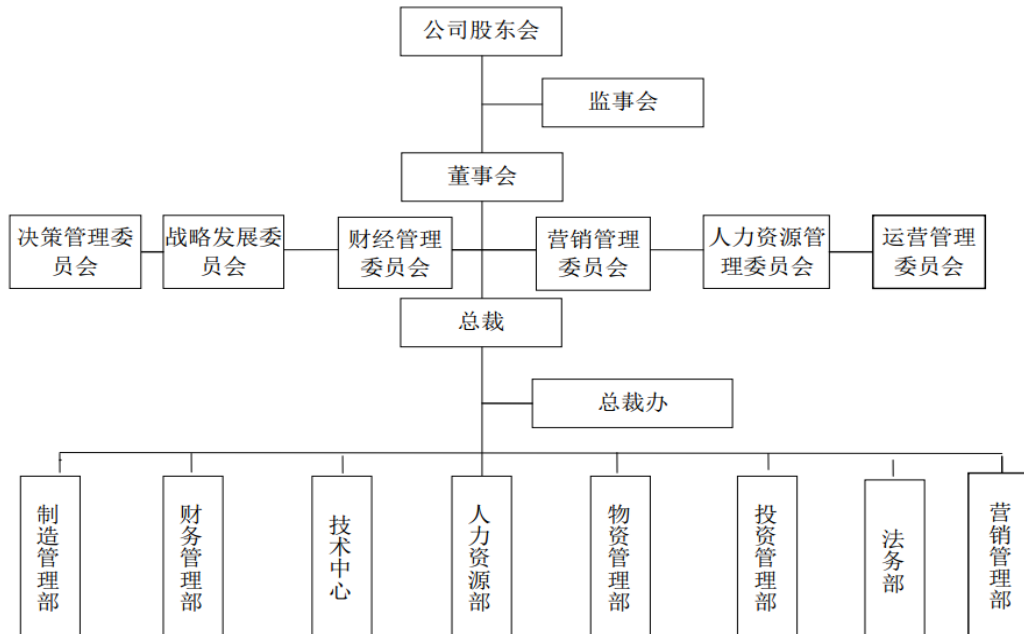 公司股东会
监事会
董事会
决策管理委
员会
战略发展委
员会
财经管理
委员会
营销管理
委员会
人力资源管
理委员会
运营管理
委员会
总裁
总裁办
制造管理部
财务管理部
技术中心
人力资源部
物资管理部
投资管理部
法务部
营销管理部